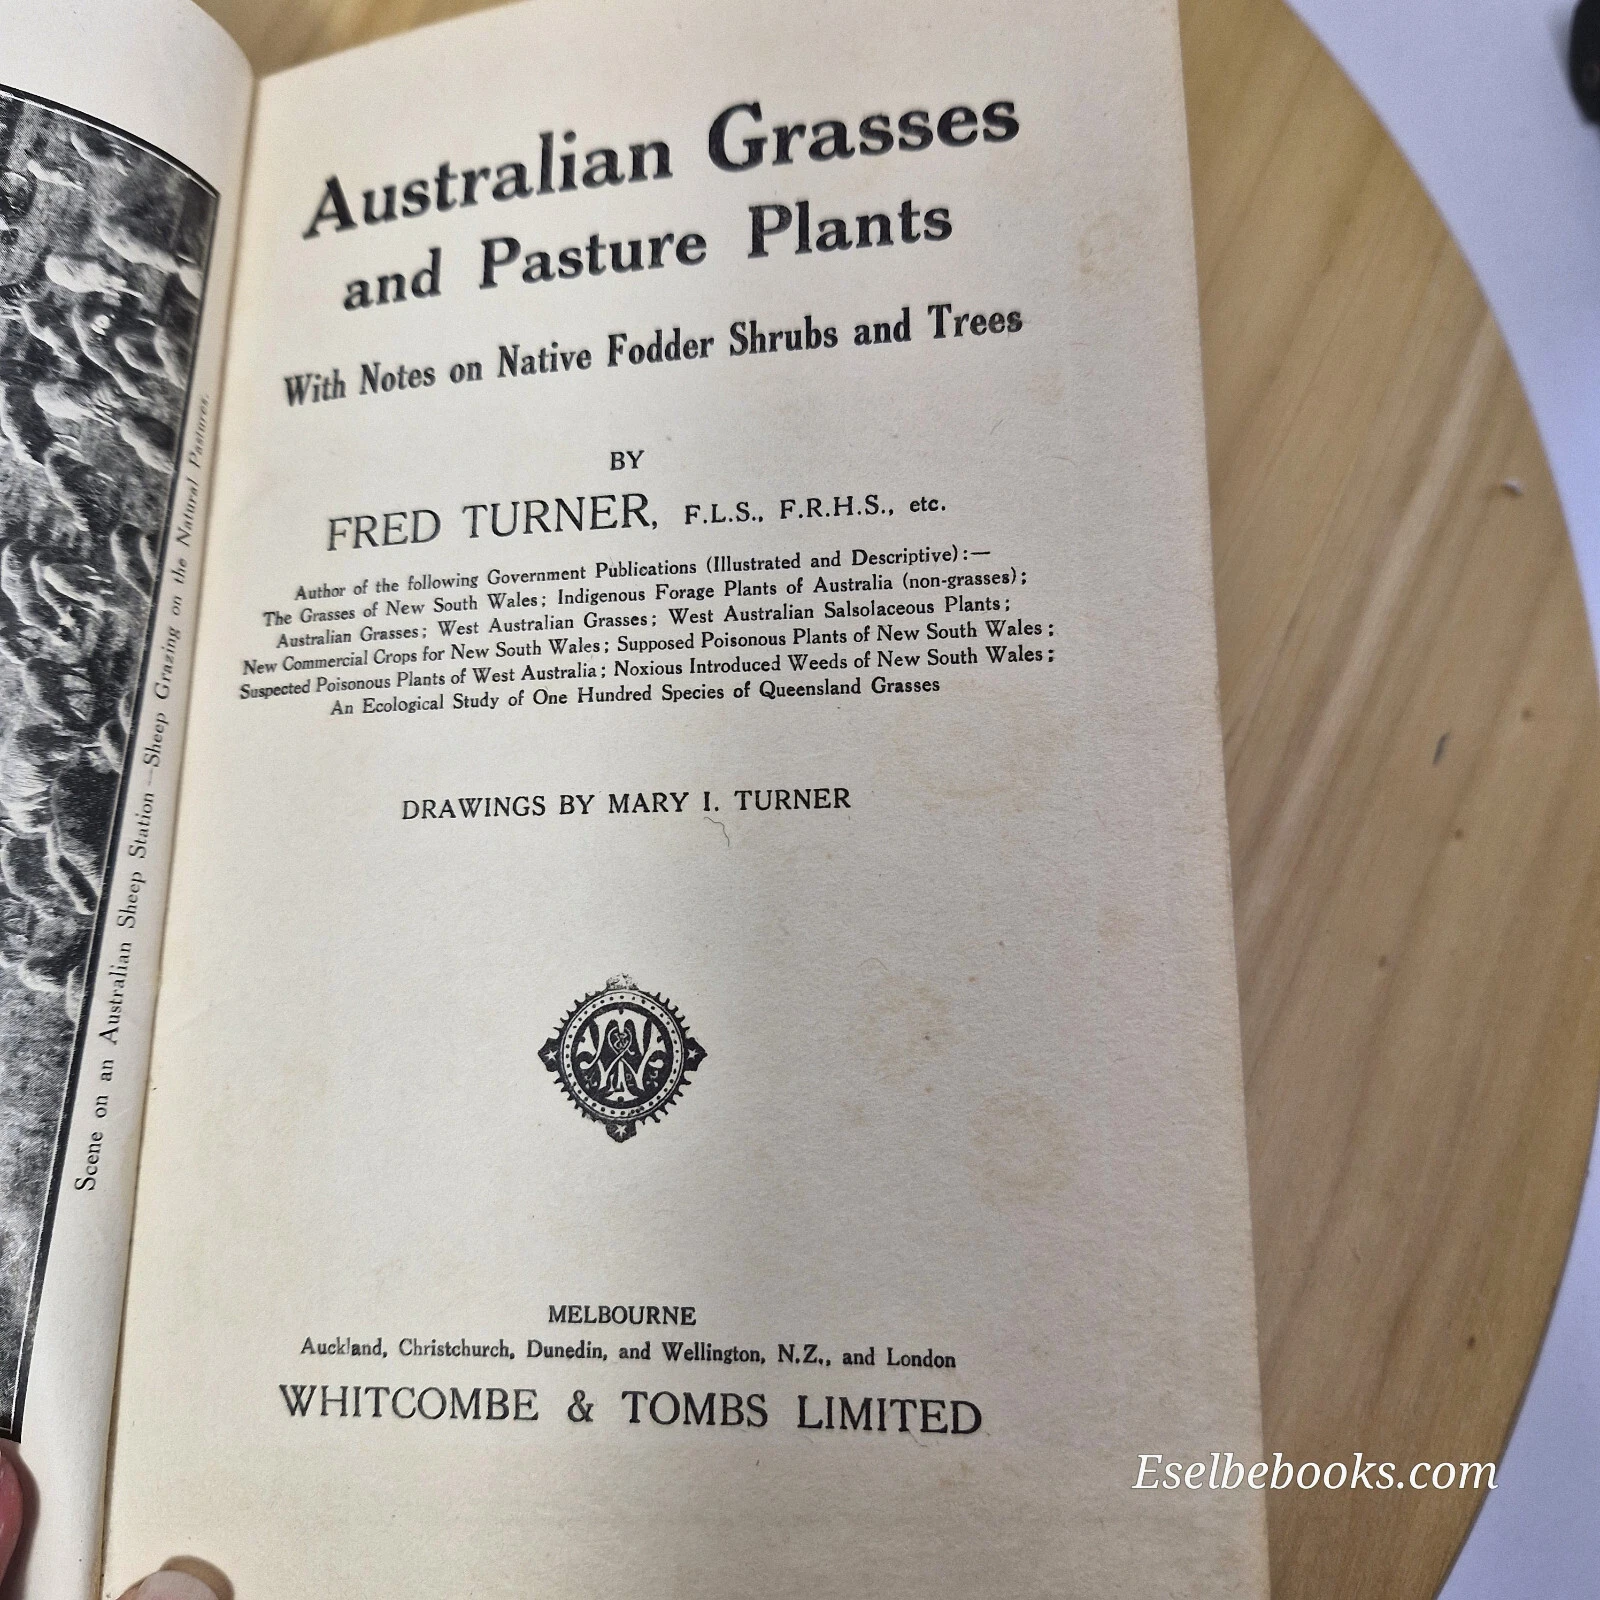 Scene on an Australian Sheep Station—Sheep Grazing on the Natural Pastures.
Australian Grasses
and Pasture Plants
With Notes on Native Fodder Shrubs and Trees
BY
FRED TURNER, F.L.S., F.R.H.S., etc.
Author of the following Government Publications (Illustrated and Descriptive):—
The Grasses of New South Wales; Indigenous Forage Plants of Australia (non-grasses);
Australian Grasses; West Australian Grasses; West Australian Salsolaceous Plants;
New Commercial Crops for New South Wales; Supposed Poisonous Plants of New South Wales;
Suspected Poisonous Plants of West Australia; Noxious Introduced Weeds of New South Wales;
An Ecological Study of One Hundred Species of Queensland Grasses
DRAWINGS BY MARY I. TURNER
MELBOURNE
Auckland, Christchurch, Dunedin, and Wellington, N.Z., and London
WHITCOMBE & TOMBS LIMITED
Eselbebooks.com